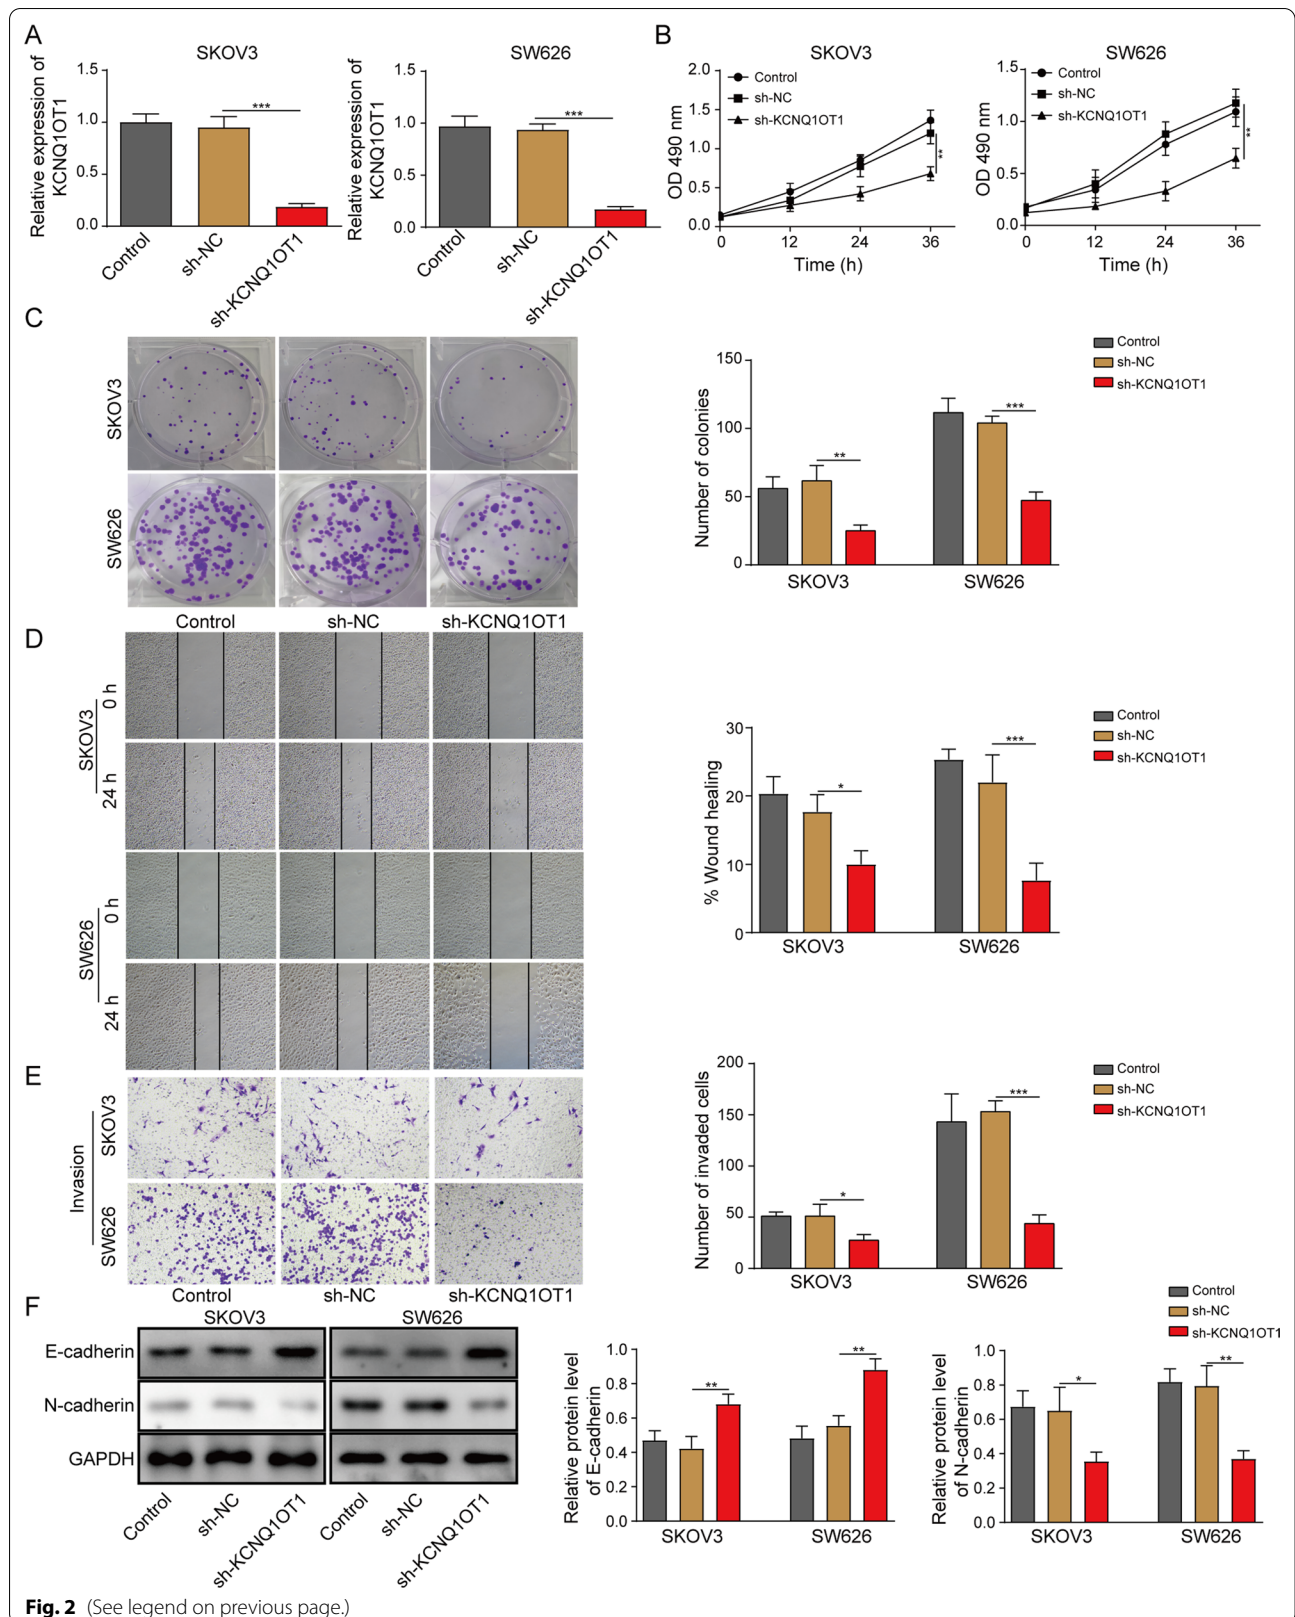 A
SKOV3
Relative expression of
KCNQ1OT1
1.5
1.0
0.5
0.0
***
Control
sh-NC
sh-KCNQ1OT1
SW626
Relative expression of
KCNQ1OT1
1.5
1.0
0.5
0.0
***
Control
sh-NC
sh-KCNQ1OT1
B
SKOV3
OD 490 nm
2.0
1.5
1.0
0.5
0.0
Control
sh-NC
sh-KCNQ1OT1
**
0 12 24 36
Time (h)
SW626
OD 490 nm
1.5
1.0
0.5
0.0
Control
sh-NC
sh-KCNQ1OT1
**
0 12 24 36
Time (h)
C
SKOV3
SW626
Control sh-NC sh-KCNQ1OT1
Number of colonies
150
100
50
0
** ***
SKOV3 SW626
Control
sh-NC
sh-KCNQ1OT1
D
SKOV3
0 h
24 h
SW626
0 h
24 h
% Wound healing
30
20
10
0
* ***
SKOV3 SW626
Control
sh-NC
sh-KCNQ1OT1
E
Invasion
SKOV3
SW626
Control sh-NC sh-KCNQ1OT1
Number of invaded cells
200
150
100
50
0
* ***
SKOV3 SW626
Control
sh-NC
sh-KCNQ1OT1
F
SKOV3 SW626
E-cadherin
N-cadherin
GAPDH
Control sh-NC sh-KCNQ1OT1 Control sh-NC sh-KCNQ1OT1
Relative protein level
of E-cadherin
1.0
0.8
0.6
0.4
0.2
0.0
** **
SKOV3 SW626
Relative protein level
of N-cadherin
1.0
0.8
0.6
0.4
0.2
0.0
* **
SKOV3 SW626
Control
sh-NC
sh-KCNQ1OT1
Fig. 2 (See legend on previous page.)